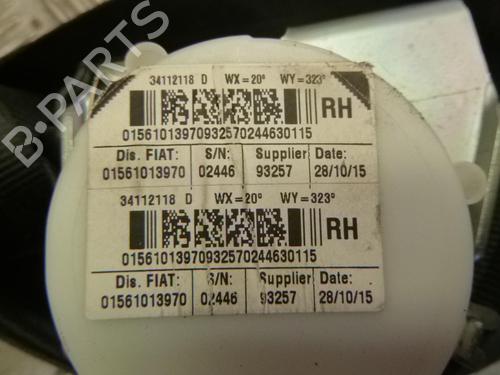 34112118 D WX=20° WY=323°
RH
01561013970932570244630115
Dis. FIAT: S/N: Supplier Date:
01561013970 02446 93257 28/10/15
34112118 D WX=20° WY=323°
RH
01561013970932570244630115
Dis. FIAT: S/N: Supplier Date:
01561013970 02446 93257 28/10/15
B-PARTS